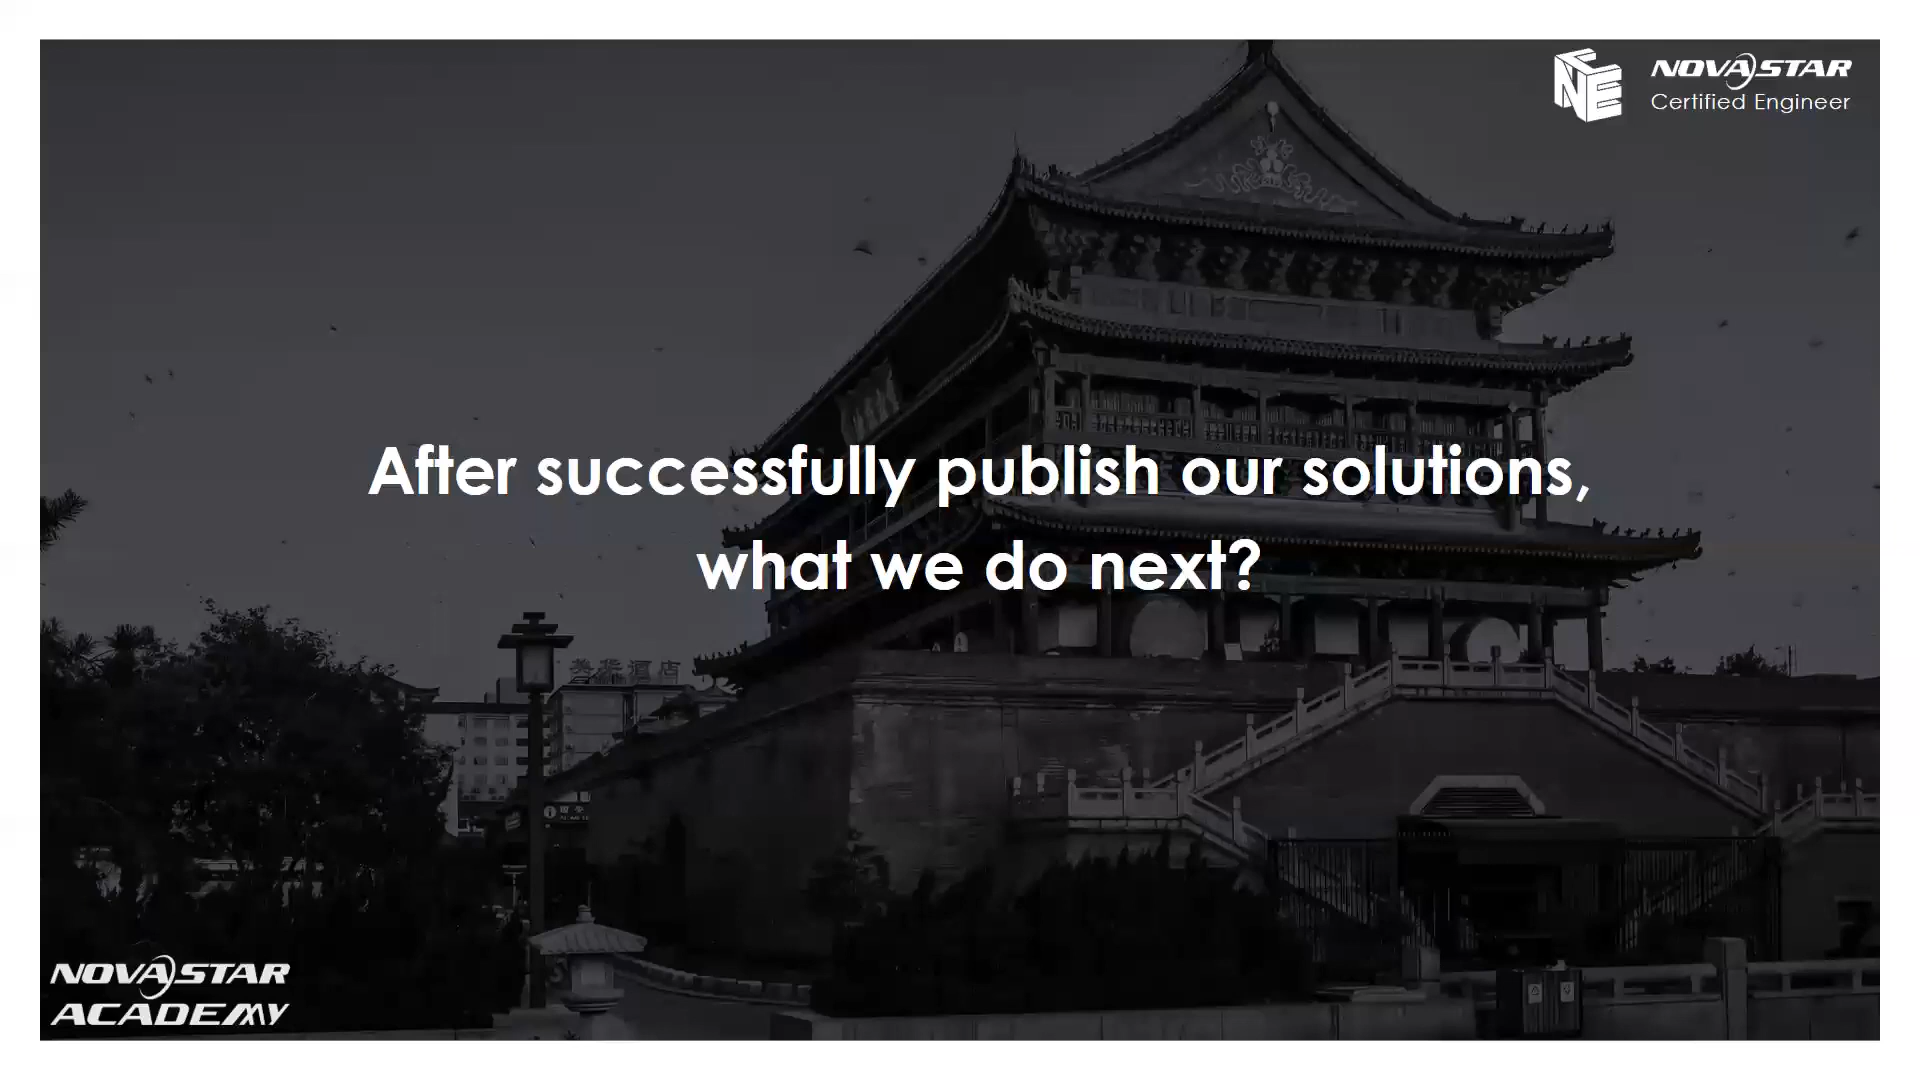 NOVASTAR
Certified Engineer
After successfully publish our solutions,
what we do next?
NOVASTAR
ACADEMY